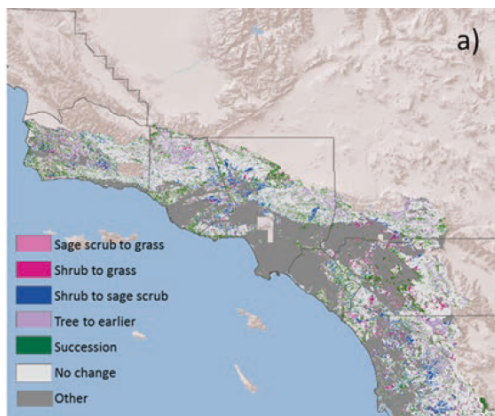 a)
Sage scrub to grass
Shrub to grass
Shrub to sage scrub
Tree to earlier
Succession
No change
Other